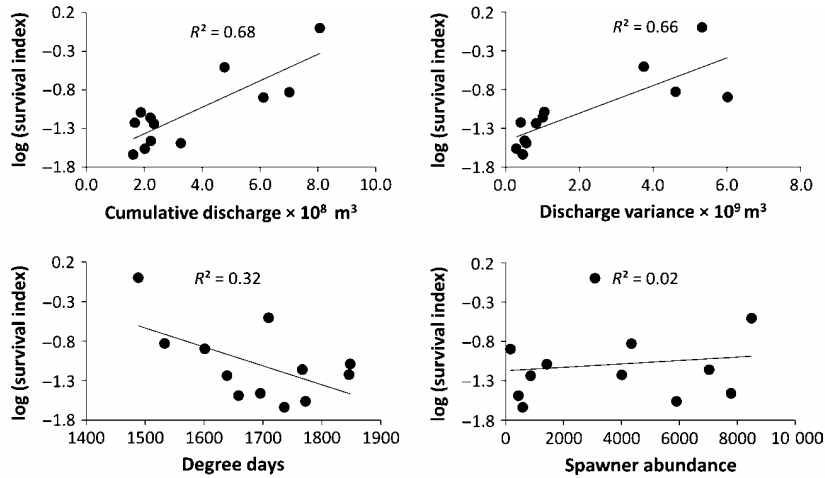 log (survival index)
0.2
−0.3
−0.8
−1.3
−1.8
R² = 0.68
0.0 2.0 4.0 6.0 8.0 10.0
Cumulative discharge × 10⁸ m³
log (survival index)
0.2
−0.3
−0.8
−1.3
−1.8
R² = 0.66
0.0 2.0 4.0 6.0 8.0
Discharge variance × 10⁹ m³
log (survival index)
0.2
−0.3
−0.8
−1.3
−1.8
R² = 0.32
1400 1500 1600 1700 1800 1900
Degree days
log (survival index)
0.2
−0.3
−0.8
−1.3
−1.8
R² = 0.02
0 2000 4000 6000 8000 10 000
Spawner abundance